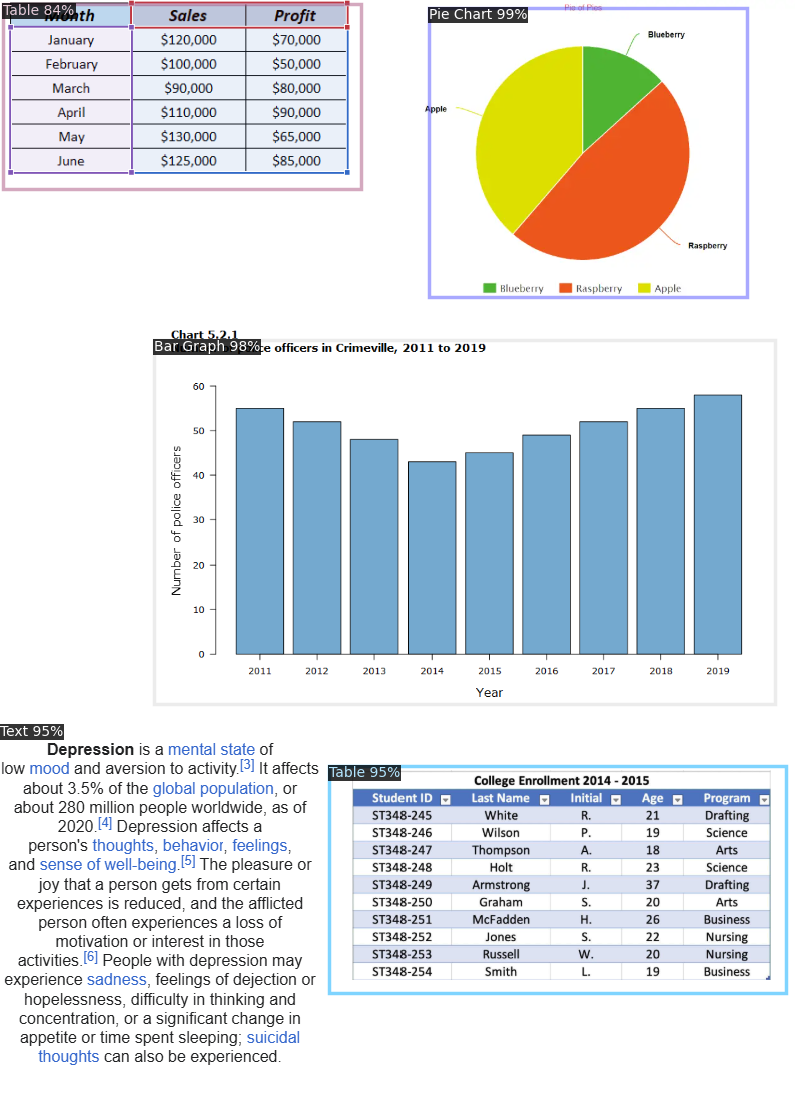 Table 84%
Month Sales Profit
January $120,000 $70,000
February $100,000 $50,000
March $90,000 $80,000
April $110,000 $90,000
May $130,000 $65,000
June $125,000 $85,000
Pie Chart 99%
Pie of Pies
Blueberry
Apple
Raspberry
Blueberry Raspberry Apple
Chart 5.2.1
Bar Graph 98%
officers in Crimeville, 2011 to 2019
Number of police officers
60
50
40
30
20
10
0
2011 2012 2013 2014 2015 2016 2017 2018 2019
Year
Text 95%
Depression is a mental state of
low mood and aversion to activity.[3] It affects
about 3.5% of the global population, or
about 280 million people worldwide, as of
2020.[4] Depression affects a
person's thoughts, behavior, feelings,
and sense of well-being.[5] The pleasure or
joy that a person gets from certain
experiences is reduced, and the afflicted
person often experiences a loss of
motivation or interest in those
activities.[6] People with depression may
experience sadness, feelings of dejection or
hopelessness, difficulty in thinking and
concentration, or a significant change in
appetite or time spent sleeping; suicidal
thoughts can also be experienced.
Table 95%
College Enrollment 2014 - 2015
Student ID Last Name Initial Age Program
ST348-245 White R. 21 Drafting
ST348-246 Wilson P. 19 Science
ST348-247 Thompson A. 18 Arts
ST348-248 Holt R. 23 Science
ST348-249 Armstrong J. 37 Drafting
ST348-250 Graham S. 20 Arts
ST348-251 McFadden H. 26 Business
ST348-252 Jones S. 22 Nursing
ST348-253 Russell W. 20 Nursing
ST348-254 Smith L. 19 Business